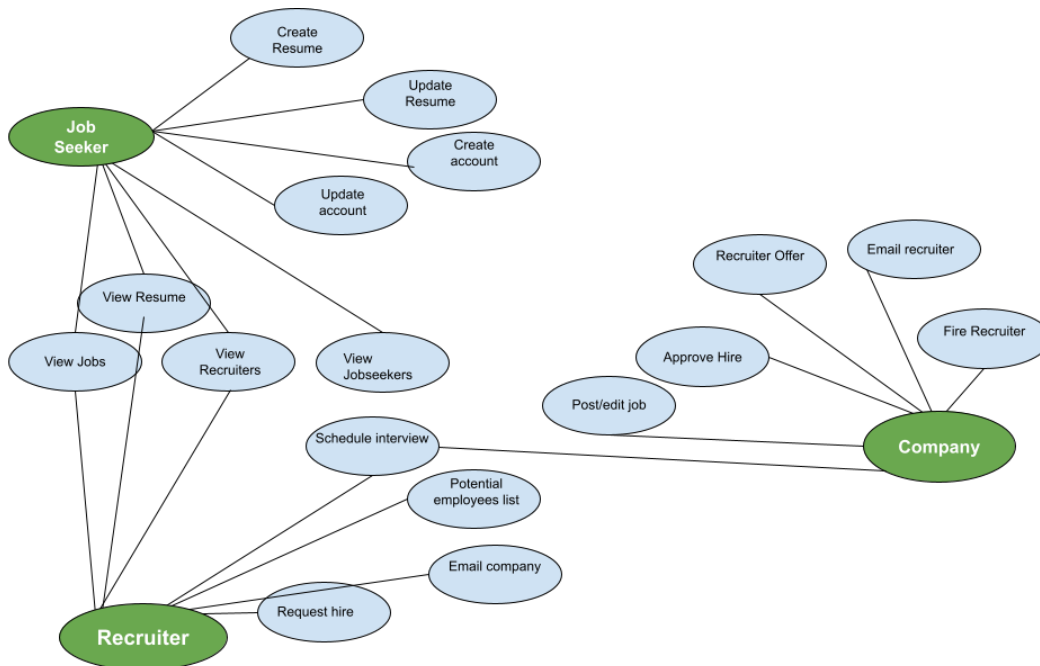 Create
Resume
Update
Resume
Job
Seeker
Create
account
Update
account
Recruiter Offer
Email recruiter
View Resume
Fire Recruiter
View Jobs
View
Recruiters
View
Jobseekers
Approve Hire
Post/edit job
Schedule interview
Company
Potential
employees list
Email company
Request hire
Recruiter